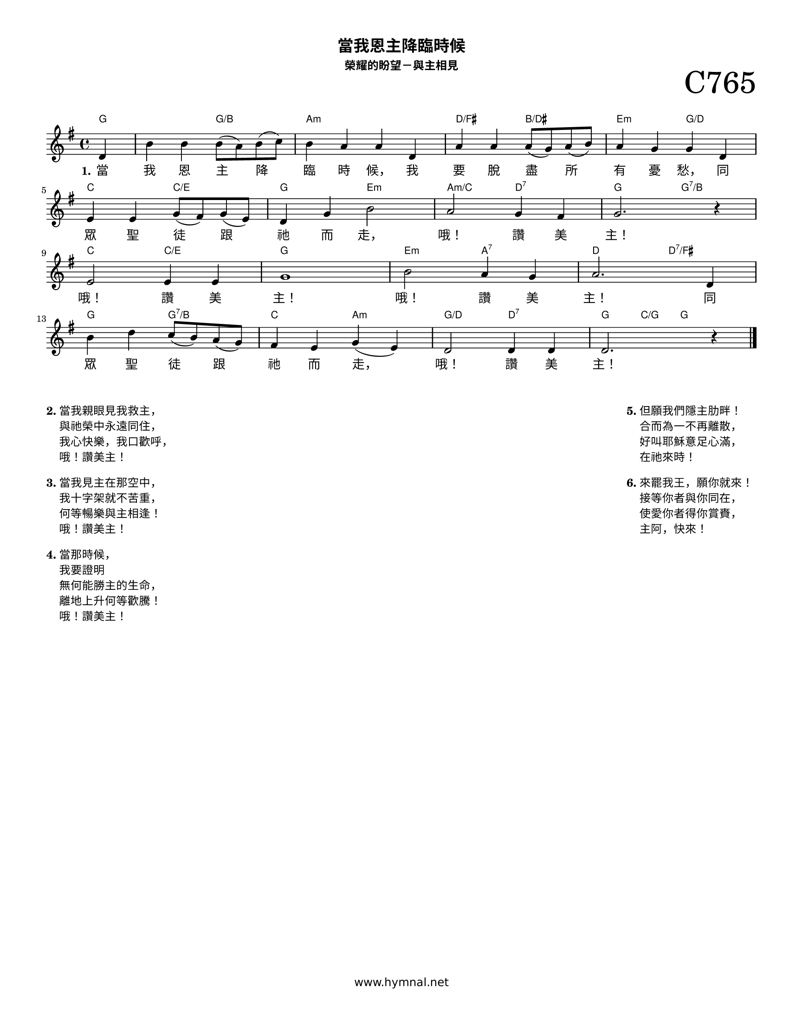 當我恩主降臨時候
榮耀的盼望－與主相見
C765
G G/B Am D/F♯ B/D♯ Em G/D
1. 當 我 恩 主 降 臨 時 候， 我 要 脫 盡 所 有 憂 愁， 同
5 C C/E G Em Am/C D7 G G7/B
眾 聖 徒 跟 祂 而 走， 哦！ 讚 美 主！
9 C C/E G Em A7 D D7/F♯
哦！ 讚 美 主！ 哦！ 讚 美 主！ 同
13 G G7/B C Am G/D D7 G C/G G
眾 聖 徒 跟 祂 而 走， 哦！ 讚 美 主！
2. 當我親眼見我救主，
與祂榮中永遠同住，
我心快樂，我口歡呼，
哦！讚美主！
3. 當我見主在那空中，
我十字架就不苦重，
何等暢樂與主相逢！
哦！讚美主！
4. 當那時候，
我要證明
無何能勝主的生命，
離地上升何等歡騰！
哦！讚美主！
5. 但願我們隱主肋畔！
合而為一不再離散，
好叫耶穌意足心滿，
在祂來時！
6. 來罷我王，願你就來！
接等你者與你同在，
使愛你者得你賞賚，
主阿，快來！
www.hymnal.net